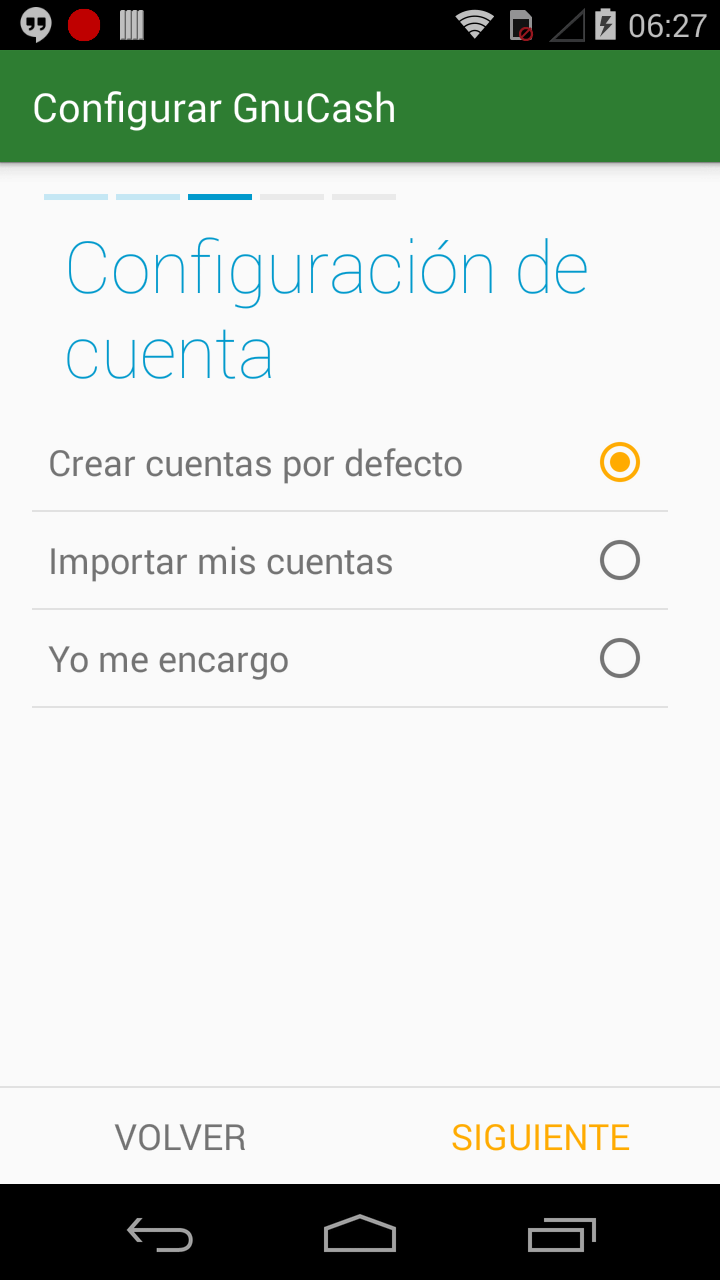 06:27
Configurar GnuCash
Configuración de
cuenta
Crear cuentas por defecto
Importar mis cuentas
Yo me encargo
VOLVER
SIGUIENTE